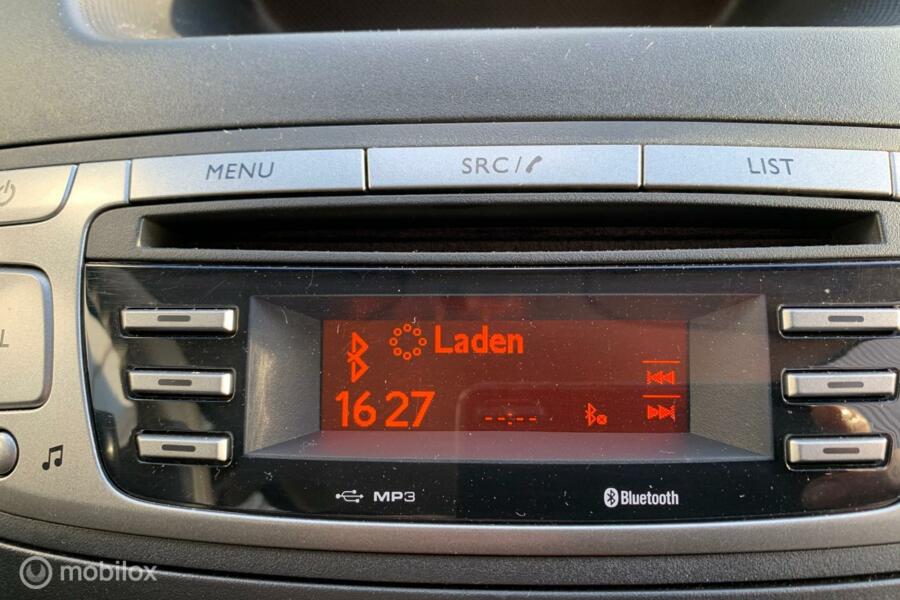 MENU
SRC/
LIST
L
Laden
16 27
--:--
MP3
Bluetooth
mobilox